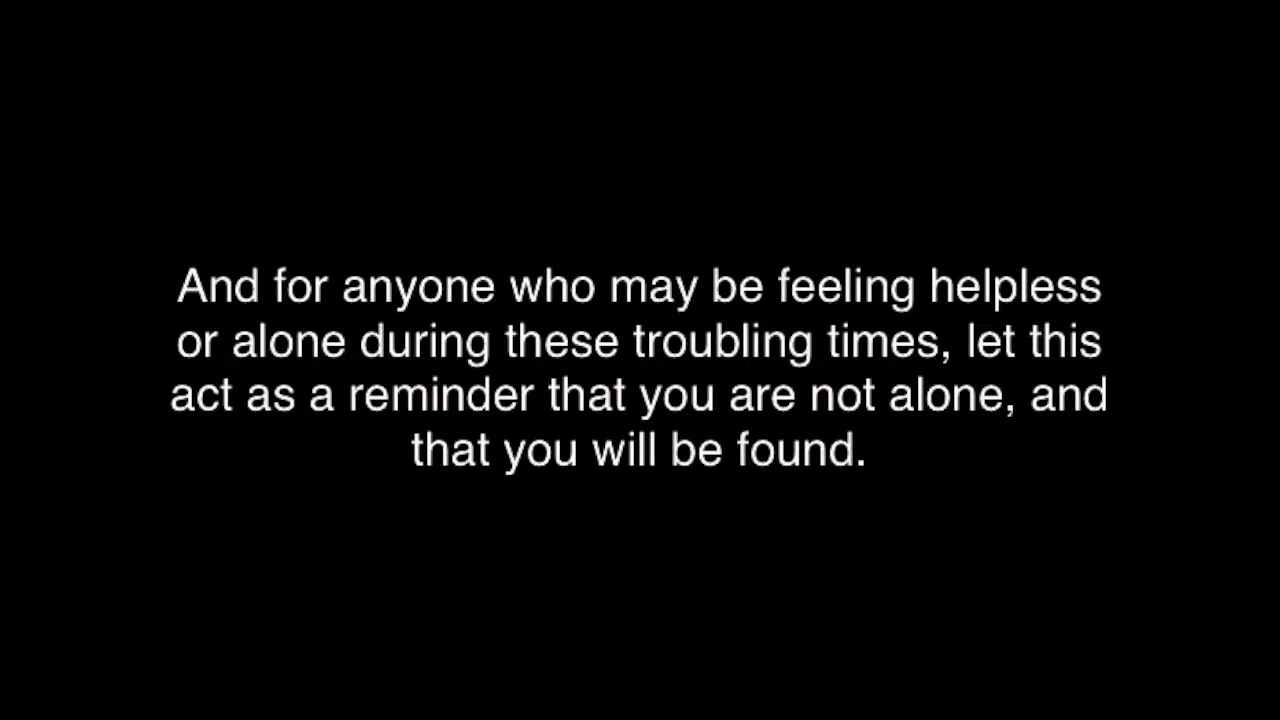 And for anyone who may be feeling helpless
or alone during these troubling times, let this
act as a reminder that you are not alone, and
that you will be found.